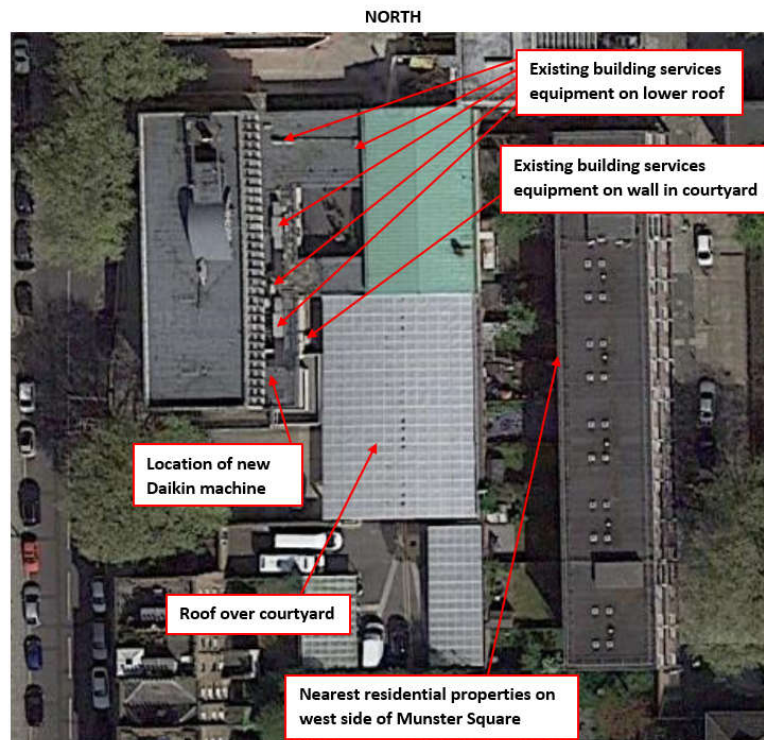 NORTH
Existing building services
equipment on lower roof
Existing building services
equipment on wall in courtyard
Location of new
Daikin machine
Roof over courtyard
Nearest residential properties on
west side of Munster Square